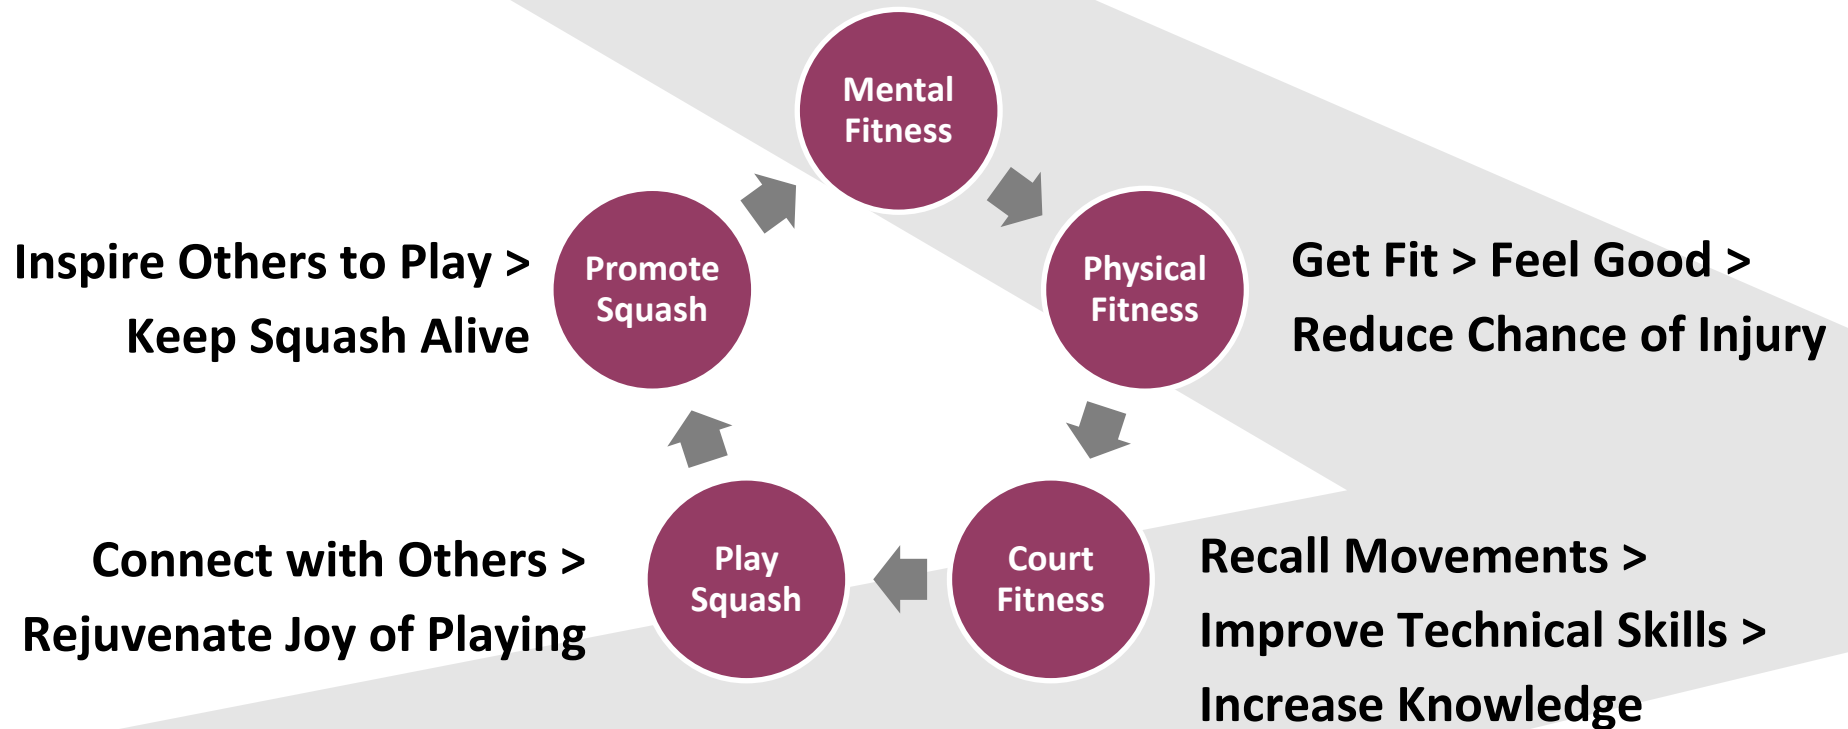 Mental
Fitness
Physical
Fitness
Get Fit > Feel Good >
Reduce Chance of Injury
Court
Fitness
Recall Movements >
Improve Technical Skills >
Increase Knowledge
Play
Squash
Connect with Others >
Rejuvenate Joy of Playing
Promote
Squash
Inspire Others to Play >
Keep Squash Alive